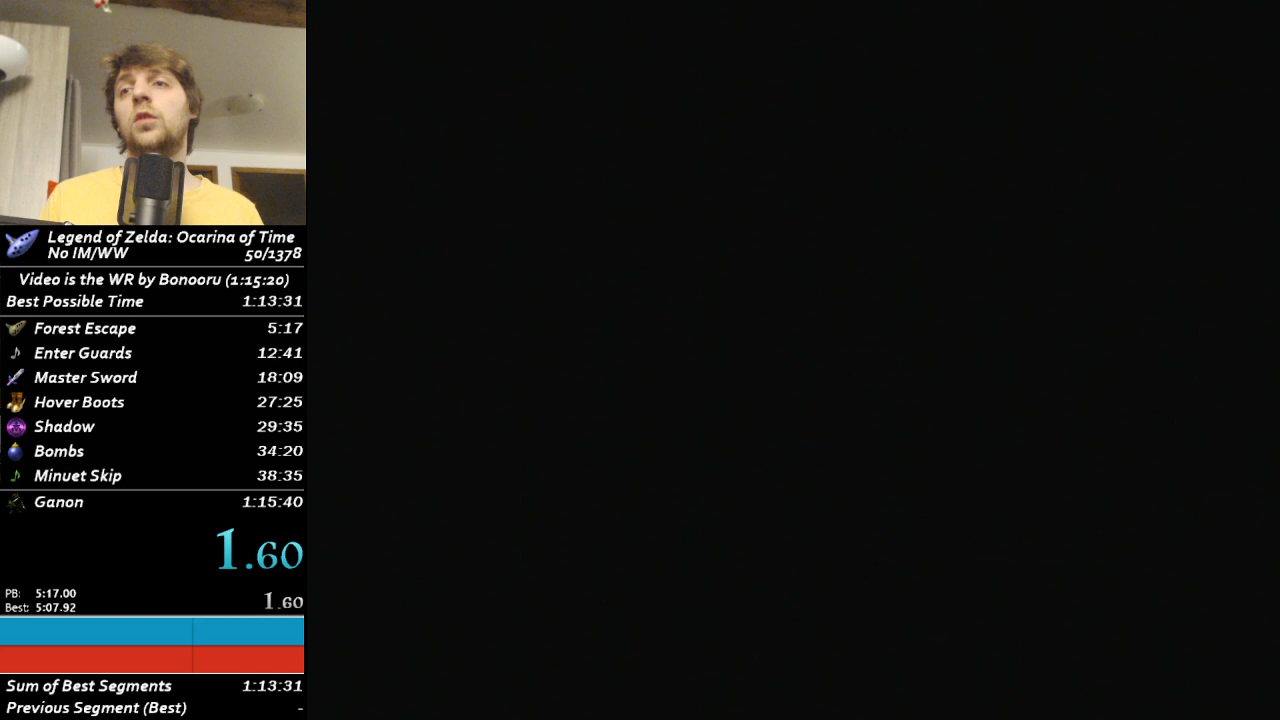 Legend of Zelda: Ocarina of Time
No IM/WW 50/1378
Video is the WR by Bonooru (1:15:20)
Best Possible Time 1:13:31
Forest Escape 5:17
Enter Guards 12:41
Master Sword 18:09
Hover Boots 27:25
Shadow 29:35
Bombs 34:20
Minuet Skip 38:35
Ganon 1:15:40
1.60
PB: 5:17.00
Best: 5:07.92
1.60
Sum of Best Segments 1:13:31
Previous Segment (Best) -